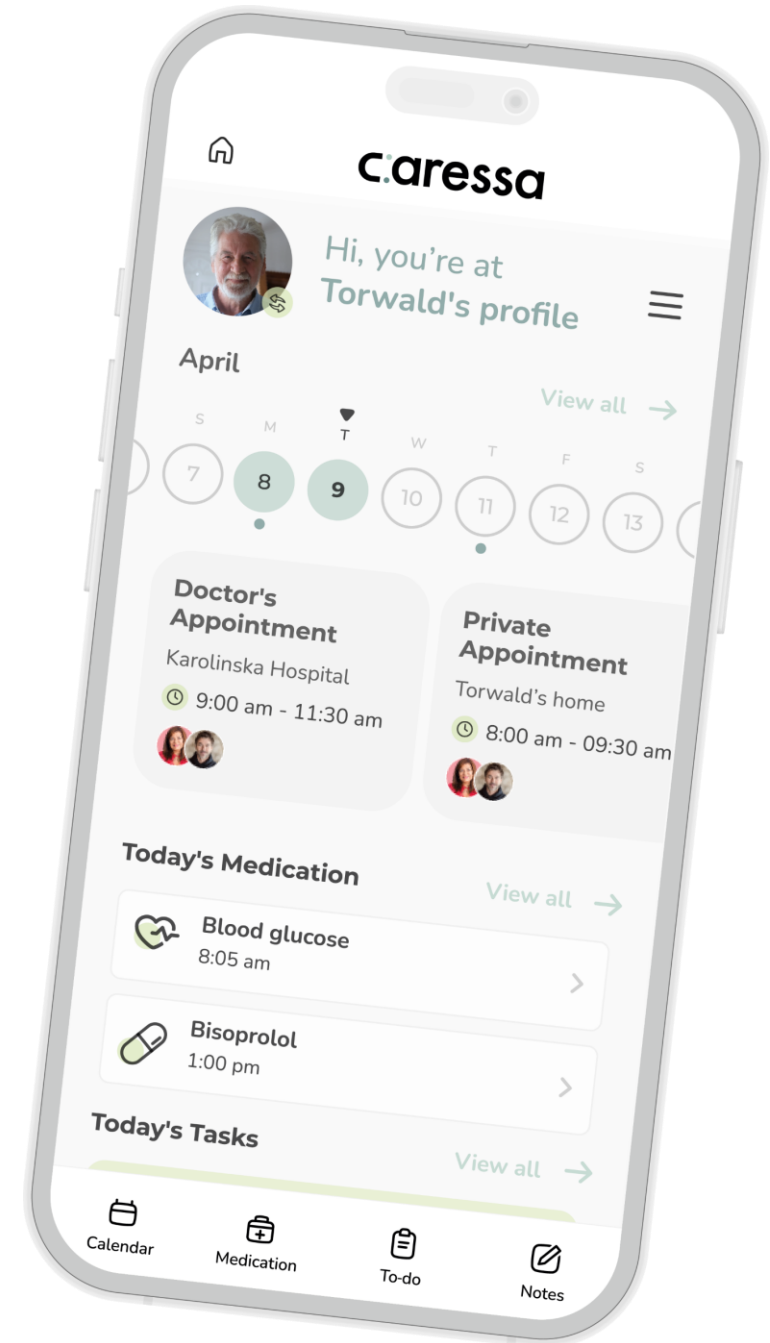 c:aressa
Hi, you're at
Torwald's profile
April
View all
S M T W T F S
7 8 9 10 11 12 13
Doctor's
Appointment
Karolinska Hospital
9:00 am - 11:30 am
Private
Appointment
Torwald's home
8:00 am - 09:30 am
Today's Medication
View all
Blood glucose
8:05 am
Bisoprolol
1:00 pm
Today's Tasks
View all
Calendar
Medication
To-do
Notes